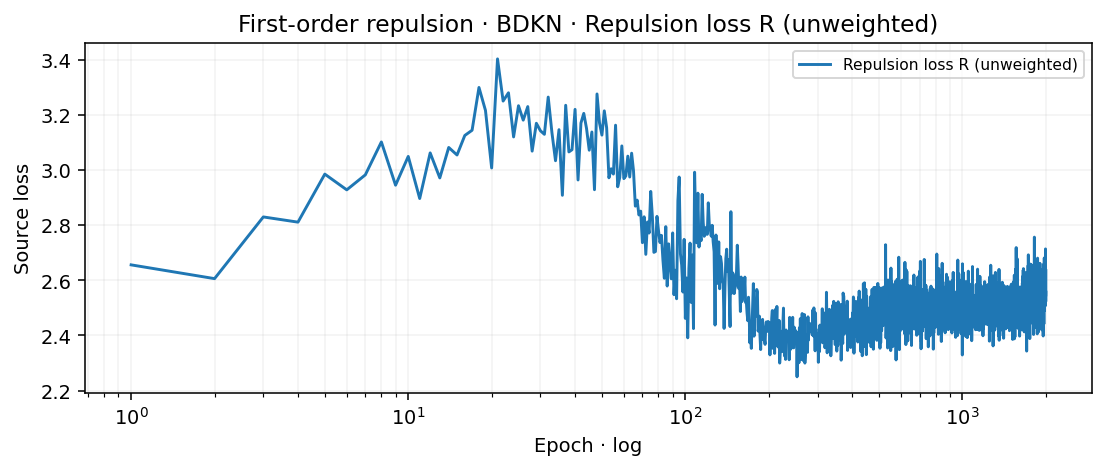 First-order repulsion · BDKN · Repulsion loss R (unweighted)
Repulsion loss R (unweighted)
Source loss
3.4
3.2
3.0
2.8
2.6
2.4
2.2
10⁰ 10¹ 10² 10³
Epoch · log